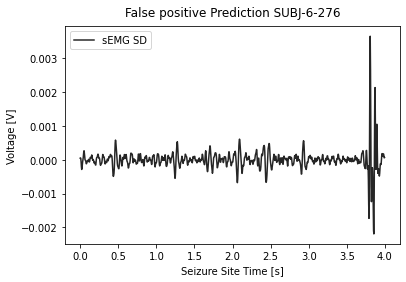 False positive Prediction SUBJ-6-276
sEMG SD
Voltage [V]
0.003
0.002
0.001
0.000
−0.001
−0.002
0.0 0.5 1.0 1.5 2.0 2.5 3.0 3.5 4.0
Seizure Site Time [s]